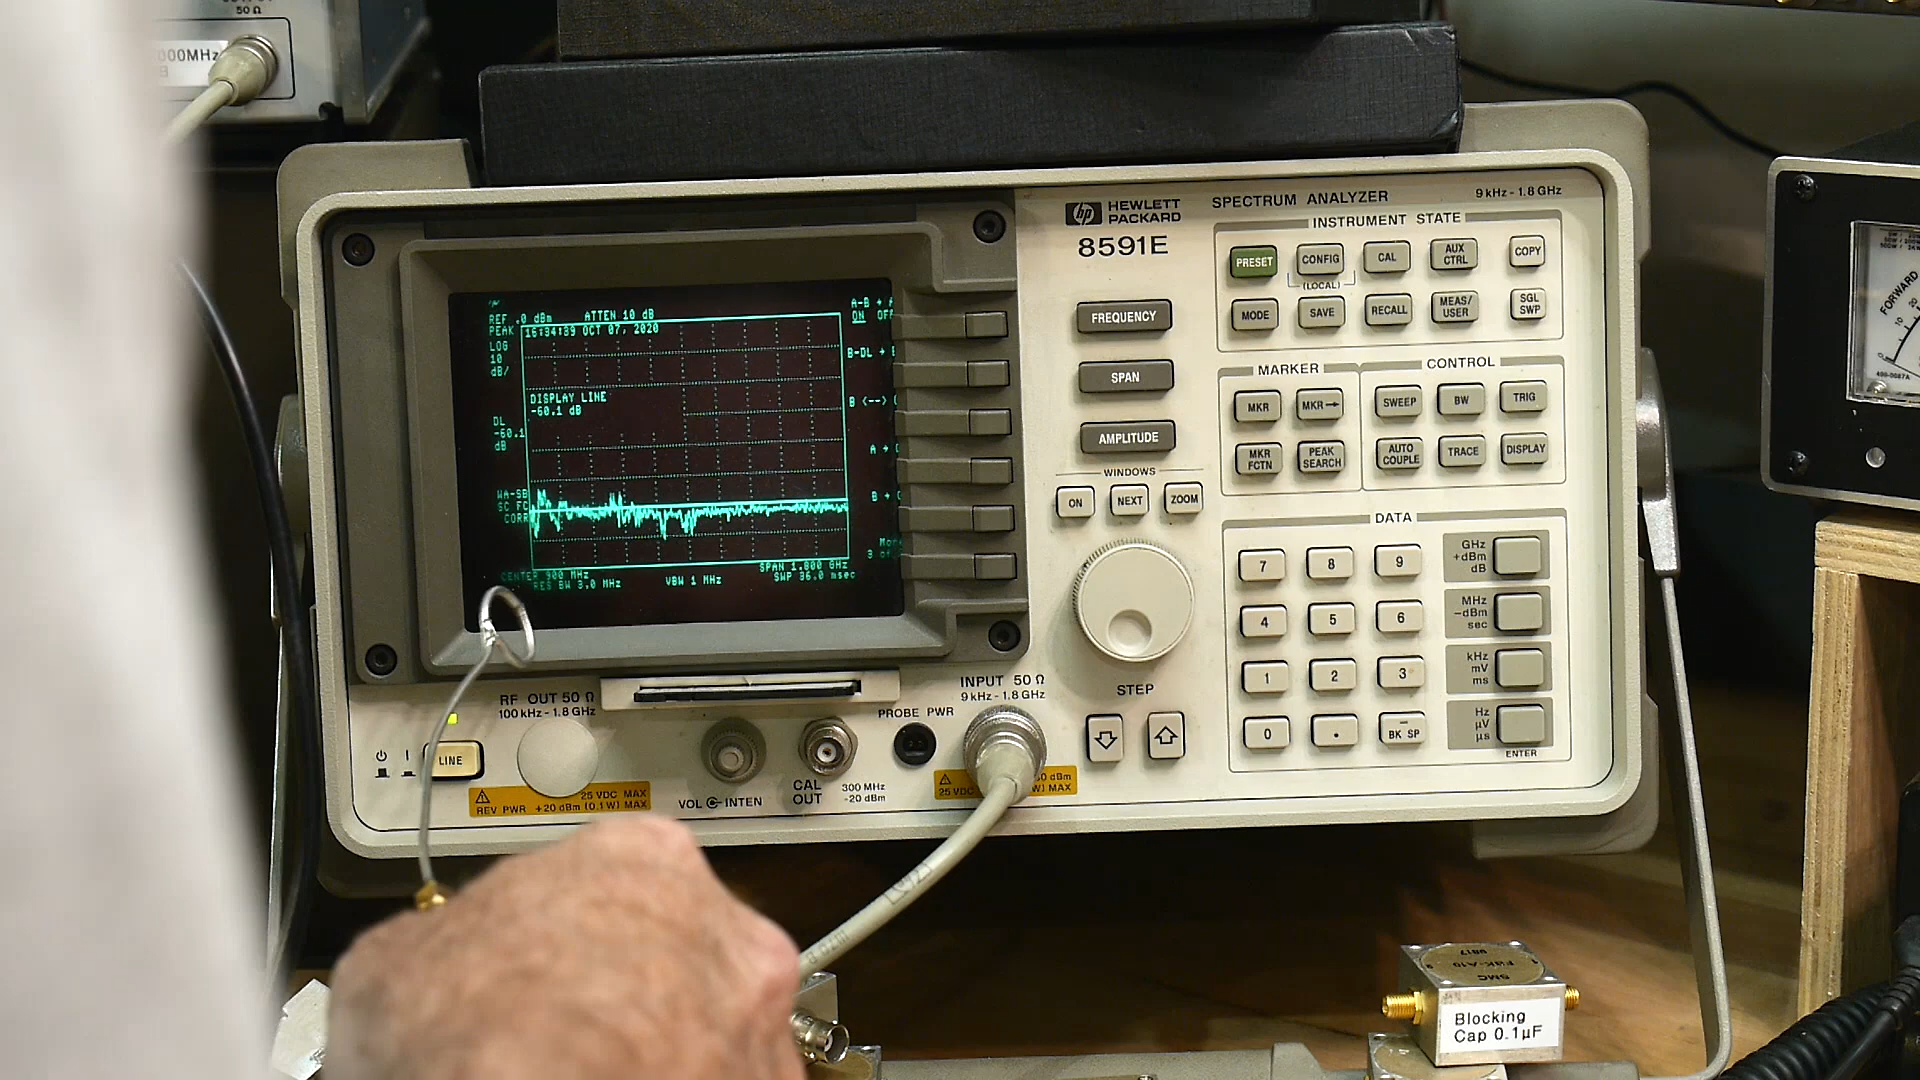 50 Ω
000MHz
REF .0 dBm ATTEN 10 dB
PEAK
LOG
10
dB/
16:34:39 OCT 07, 2020
DISPLAY LINE
-60.1 dB
DL
-60.1
dB
WA-SB
SC FC
CORR
CENTER 900 MHz
RES BW 3.0 MHz
VBW 1 MHz
SPAN 1.800 GHz
SWP 36.0 msec
A-B →
ON OFF
B-DL →
B <-->
A →
B →
hp HEWLETT
PACKARD
8591E
SPECTRUM ANALYZER
9 kHz - 1.8 GHz
INSTRUMENT STATE
PRESET
CONFIG
CAL
AUX
CTRL
COPY
(LOCAL)
MODE
SAVE
RECALL
MEAS/
USER
SGL
SWP
FREQUENCY
SPAN
AMPLITUDE
MARKER
MKR
MKR→
MKR
FCTN
PEAK
SEARCH
CONTROL
SWEEP
BW
TRIG
AUTO
COUPLE
TRACE
DISPLAY
WINDOWS
ON
NEXT
ZOOM
DATA
7
8
9
GHz
+dBm
dB
4
5
6
MHz
-dBm
sec
1
2
3
kHz
mV
ms
0
.
–
BK SP
Hz
µV
µs
ENTER
STEP
RF OUT 50 Ω
100 kHz - 1.8 GHz
LINE
25 VDC MAX
REV PWR +20 dBm (0.1 W) MAX
VOL INTEN
CAL
OUT
300 MHz
-20 dBm
PROBE PWR
INPUT 50 Ω
9 kHz - 1.8 GHz
25 VDC
MAX
FORWARD
Blocking
Cap 0.1µF